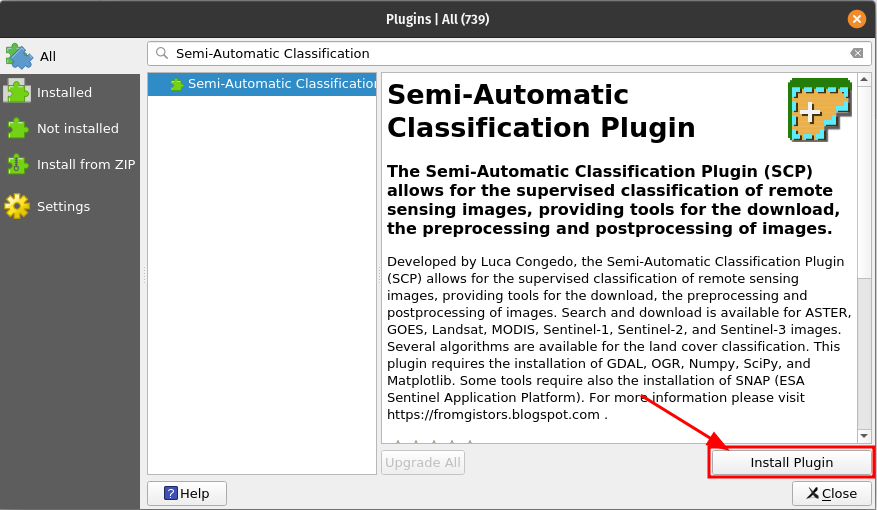 Plugins | All (739)
All
Installed
Not installed
Install from ZIP
Settings
Semi-Automatic Classification
Semi-Automatic Classification
Semi-Automatic
Classification Plugin
The Semi-Automatic Classification Plugin (SCP)
allows for the supervised classification of remote
sensing images, providing tools for the download,
the preprocessing and postprocessing of images.
Developed by Luca Congedo, the Semi-Automatic Classification Plugin
(SCP) allows for the supervised classification of remote sensing
images, providing tools for the download, the preprocessing and
postprocessing of images. Search and download is available for ASTER,
GOES, Landsat, MODIS, Sentinel-1, Sentinel-2, and Sentinel-3 images.
Several algorithms are available for the land cover classification. This
plugin requires the installation of GDAL, OGR, Numpy, SciPy, and
Matplotlib. Some tools require also the installation of SNAP (ESA
Sentinel Application Platform). For more information please visit
https://fromgistors.blogspot.com .
Upgrade All
Install Plugin
? Help
Close